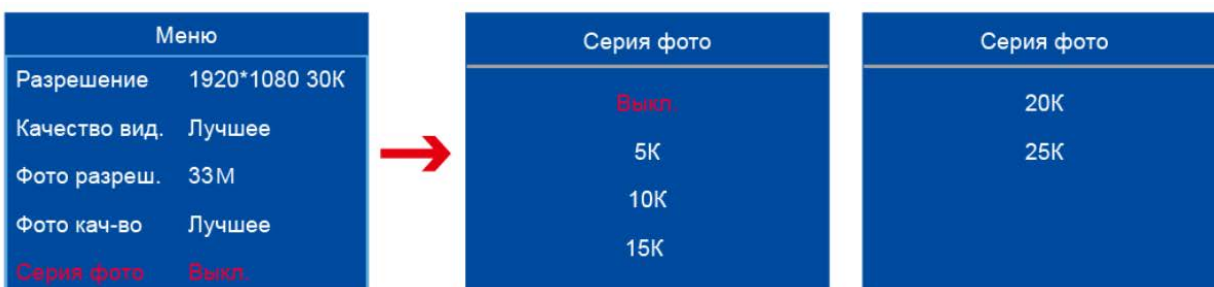 Меню
Разрешение 1920*1080 30К
Качество вид. Лучшее
Фото разреш. 33М
Фото кач-во Лучшее
Серия фото Выкл.
Серия фото
Выкл.
5К
10К
15К
Серия фото
20К
25К